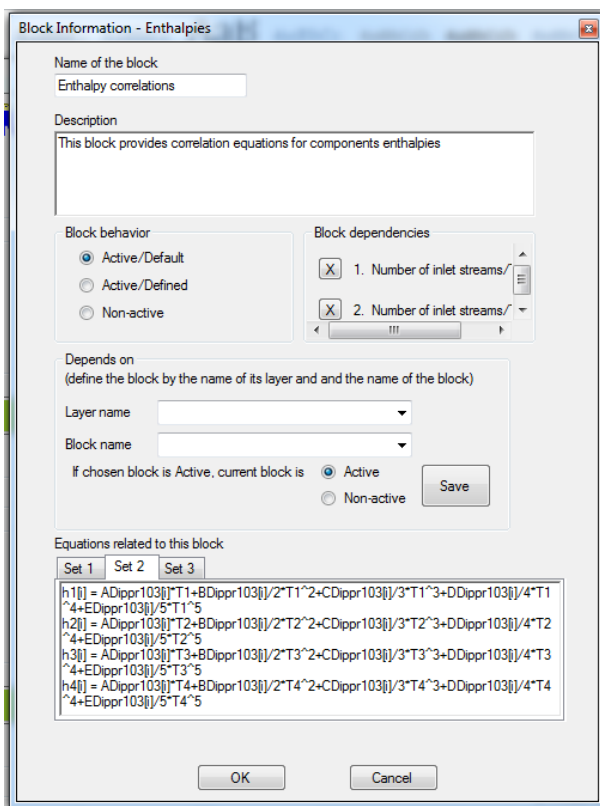 Block Information - Enthalpies
Name of the block
Enthalpy correlations
Description
This block provides correlation equations for components enthalpies
Block behavior
Active/Default
Active/Defined
Non-active
Block dependencies
X 1. Number of inlet streams/
X 2. Number of inlet streams/
Depends on
(define the block by the name of its layer and and the name of the block)
Layer name
Block name
If chosen block is Active, current block is
Active
Non-active
Save
Equations related to this block
Set 1 Set 2 Set 3
h1[i] = ADippr103[i]*T1+BDippr103[i]/2*T1^2+CDippr103[i]/3*T1^3+DDippr103[i]/4*T1
^4+EDippr103[i]/5*T1^5
h2[i] = ADippr103[i]*T2+BDippr103[i]/2*T2^2+CDippr103[i]/3*T2^3+DDippr103[i]/4*T2
^4+EDippr103[i]/5*T2^5
h3[i] = ADippr103[i]*T3+BDippr103[i]/2*T3^2+CDippr103[i]/3*T3^3+DDippr103[i]/4*T3
^4+EDippr103[i]/5*T3^5
h4[i] = ADippr103[i]*T4+BDippr103[i]/2*T4^2+CDippr103[i]/3*T4^3+DDippr103[i]/4*T4
^4+EDippr103[i]/5*T4^5
OK Cancel